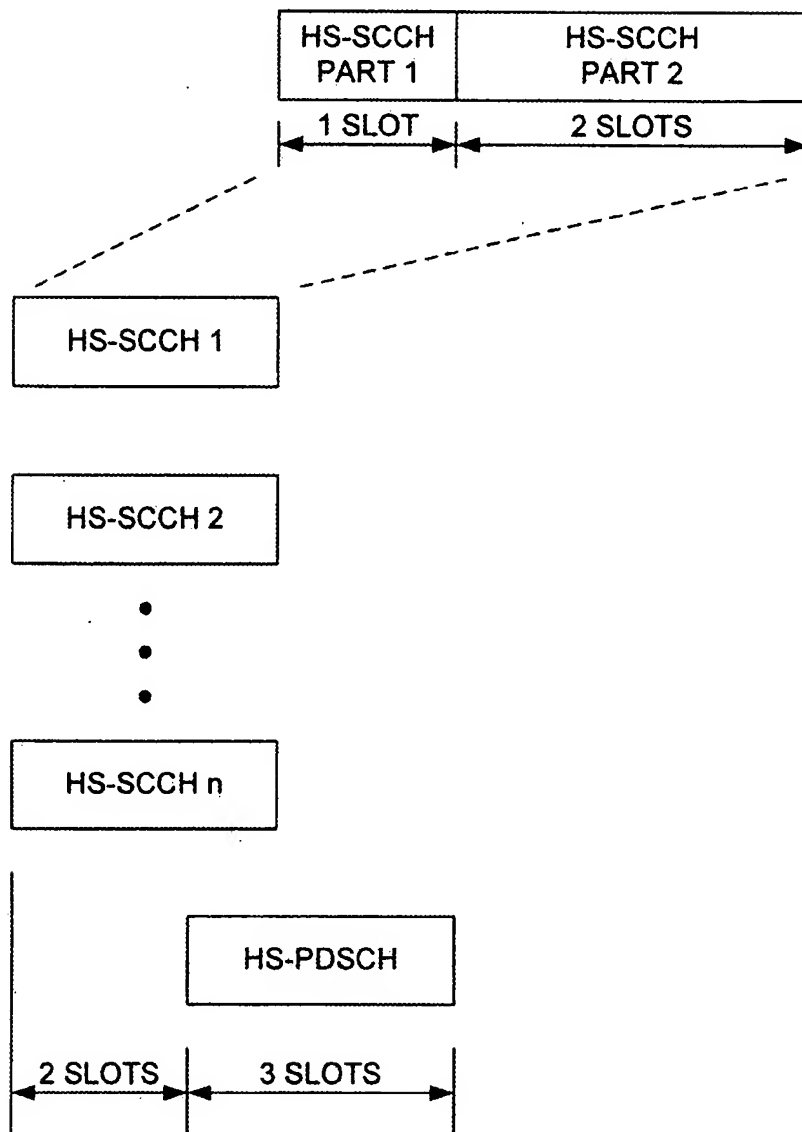 HS-SCCH PART 1
HS-SCCH PART 2
1 SLOT
2 SLOTS
HS-SCCH 1
HS-SCCH 2
HS-SCCH n
HS-PDSCH
2 SLOTS
3 SLOTS